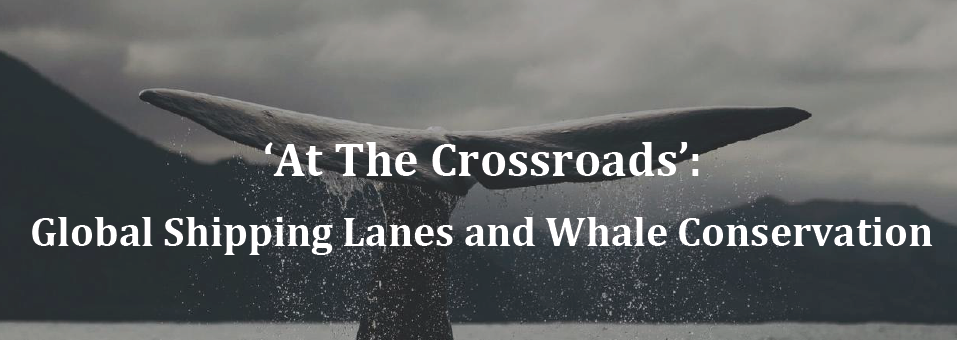 ‘At The Crossroads’:
Global Shipping Lanes and Whale Conservation